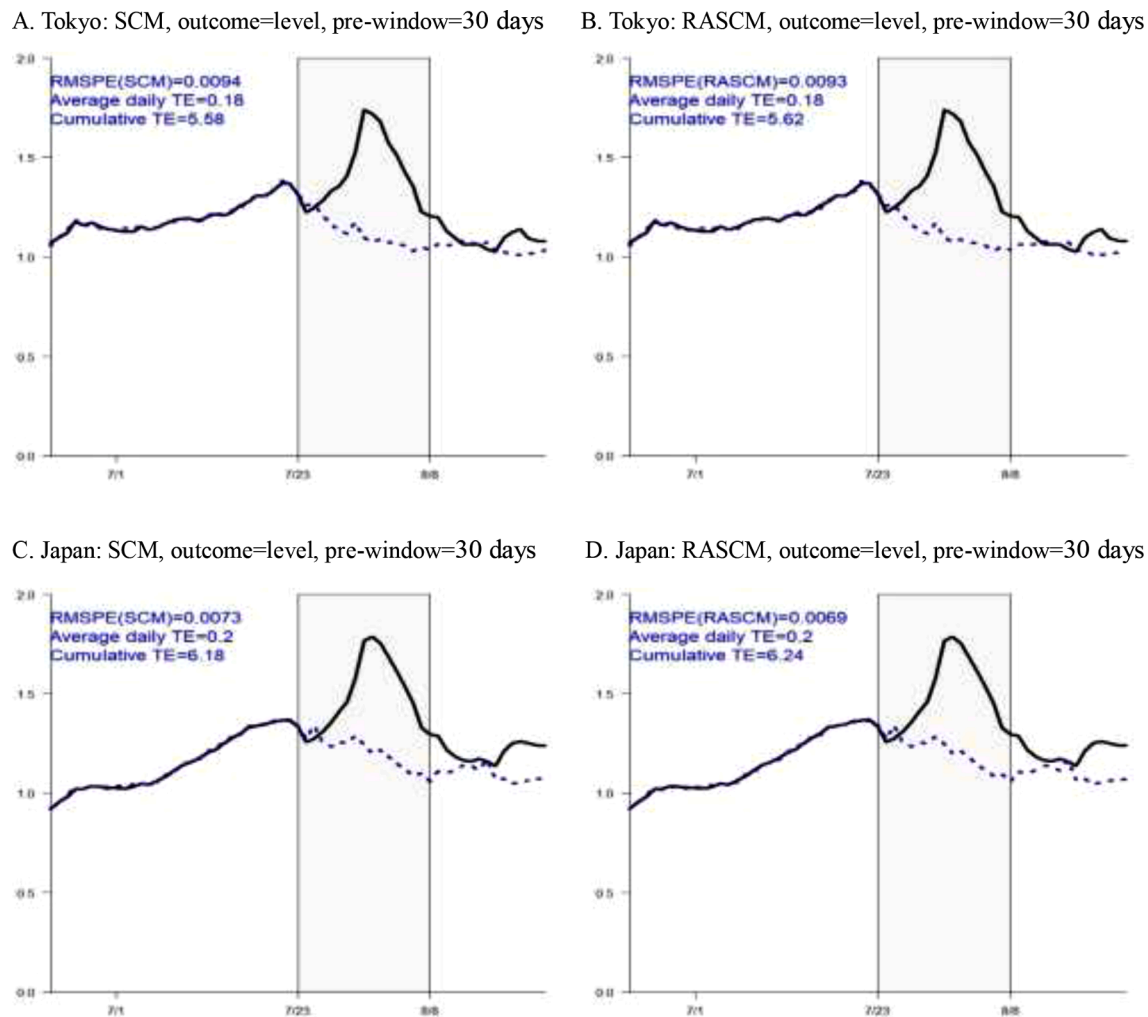 A. Tokyo: SCM, outcome=level, pre-window=30 days
2.0
RMSPE(SCM)=0.0094
Average daily TE=0.18
Cumulative TE=5.58
1.5
1.0
0.5
0.0
7/1
7/23
8/8
B. Tokyo: RASCM, outcome=level, pre-window=30 days
2.0
RMSPE(RASCM)=0.0093
Average daily TE=0.18
Cumulative TE=5.62
1.5
1.0
0.5
0.0
7/1
7/23
8/8
C. Japan: SCM, outcome=level, pre-window=30 days
2.0
RMSPE(SCM)=0.0073
Average daily TE=0.2
Cumulative TE=6.18
1.5
1.0
0.5
0.0
7/1
7/23
8/8
D. Japan: RASCM, outcome=level, pre-window=30 days
2.0
RMSPE(RASCM)=0.0069
Average daily TE=0.2
Cumulative TE=6.24
1.5
1.0
0.5
0.0
7/1
7/23
8/8